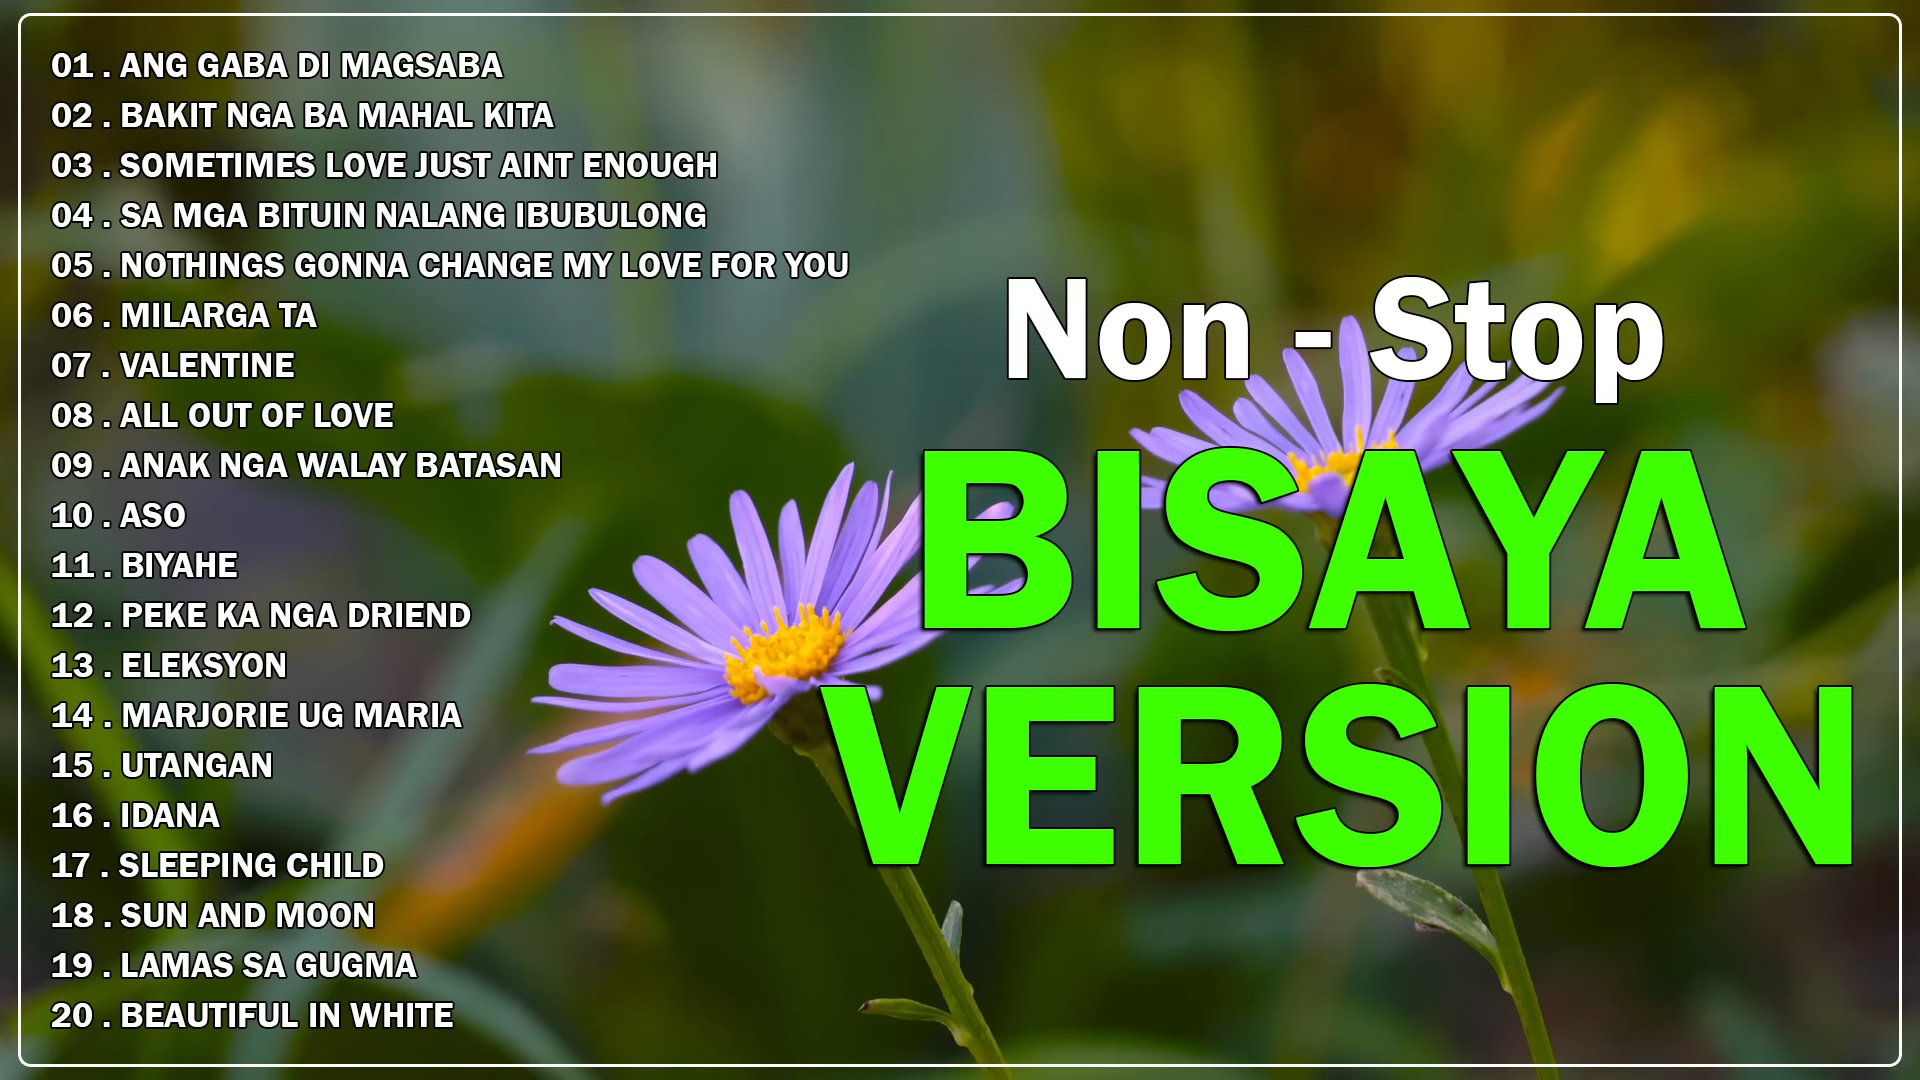 01 . ANG GABA DI MAGSABA
02 . BAKIT NGA BA MAHAL KITA
03 . SOMETIMES LOVE JUST AINT ENOUGH
04 . SA MGA BITUIN NALANG IBUBULONG
05 . NOTHINGS GONNA CHANGE MY LOVE FOR YOU
06 . MILARGA TA
07 . VALENTINE
08 . ALL OUT OF LOVE
09 . ANAK NGA WALAY BATASAN
10 . ASO
11 . BIYAHE
12 . PEKE KA NGA DRIEND
13 . ELEKSYON
14 . MARJORIE UG MARIA
15 . UTANGAN
16 . IDANA
17 . SLEEPING CHILD
18 . SUN AND MOON
19 . LAMAS SA GUGMA
20 . BEAUTIFUL IN WHITE
Non - Stop
BISAYA
VERSION